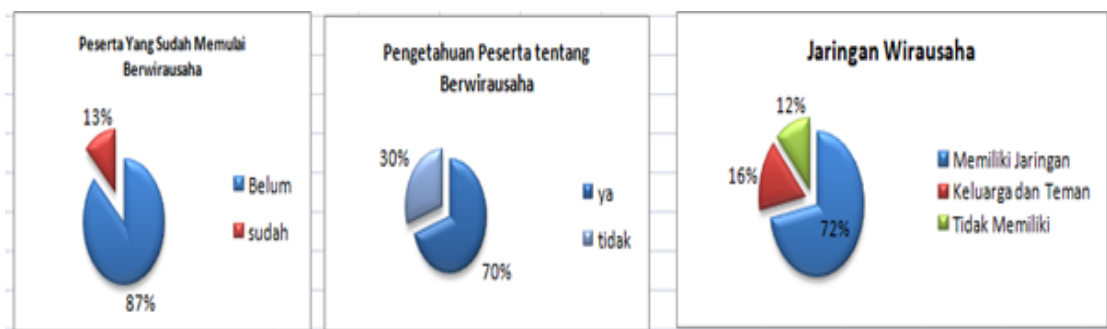 Peserta Yang Sudah Memulai
Berwirausaha
13%
87%
Belum
sudah
Pengetahuan Peserta tentang
Berwirausaha
30%
70%
ya
tidak
Jaringan Wirausaha
12%
16%
72%
Memiliki Jaringan
Keluarga dan Teman
Tidak Memiliki